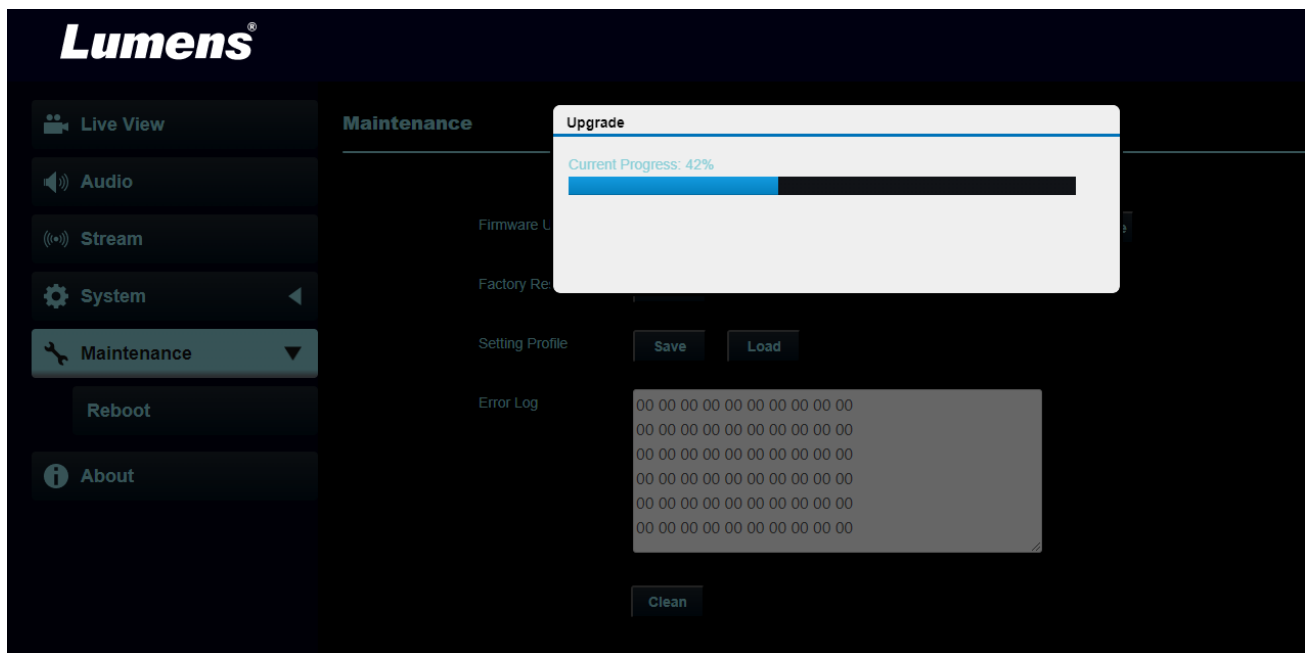 Lumens®
Live View
Audio
Stream
System
Maintenance
Reboot
About
Maintenance
Upgrade
Current Progress: 42%
Firmware
Factory
Setting Profile
Save Load
Error Log
00 00 00 00 00 00 00 00 00 00
00 00 00 00 00 00 00 00 00 00
00 00 00 00 00 00 00 00 00 00
00 00 00 00 00 00 00 00 00 00
00 00 00 00 00 00 00 00 00 00
00 00 00 00 00 00 00 00 00 00
Clean